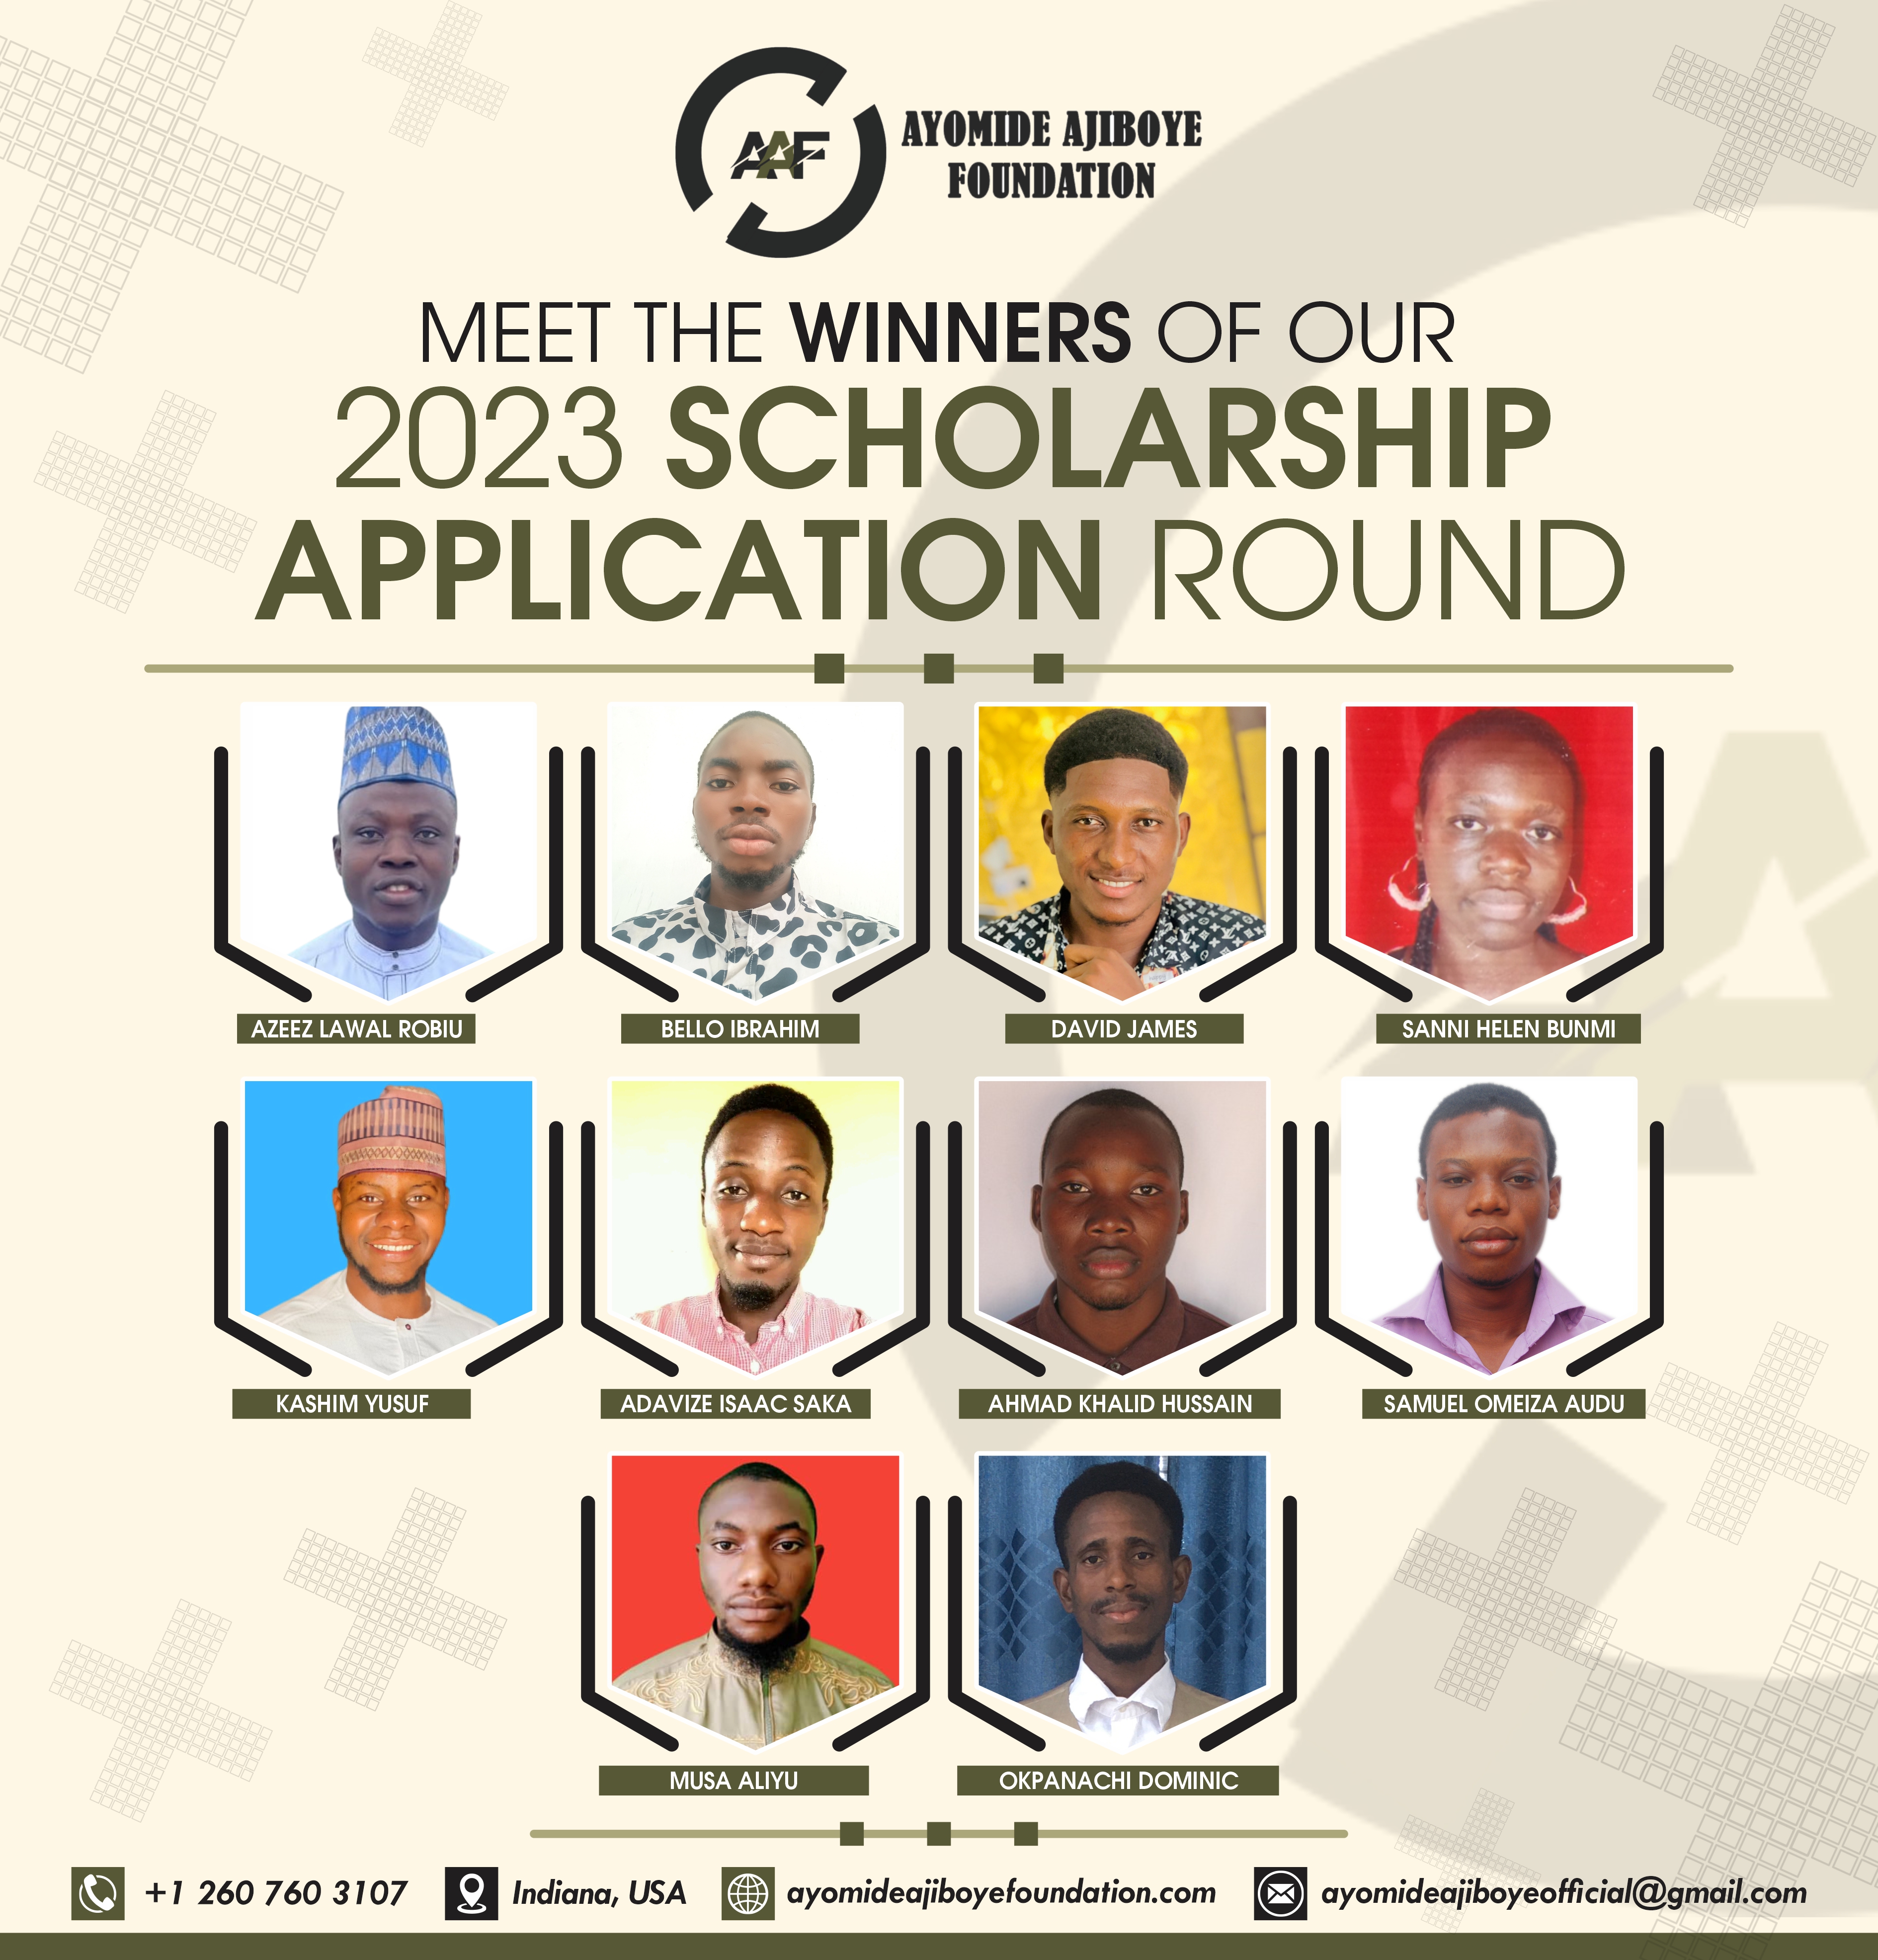 AAF
AYOMIDE AJIBOYE
FOUNDATION
MEET THE WINNERS OF OUR
2023 SCHOLARSHIP
APPLICATION ROUND
AZEEZ LAWAL ROBIU
BELLO IBRAHIM
DAVID JAMES
SANNI HELEN BUNMI
KASHIM YUSUF
ADAVIZE ISAAC SAKA
AHMAD KHALID HUSSAIN
SAMUEL OMEIZA AUDU
MUSA ALIYU
OKPANACHI DOMINIC
+1 260 760 3107
Indiana, USA
ayomideajiboyefoundation.com
ayomideajiboyeofficial@gmail.com